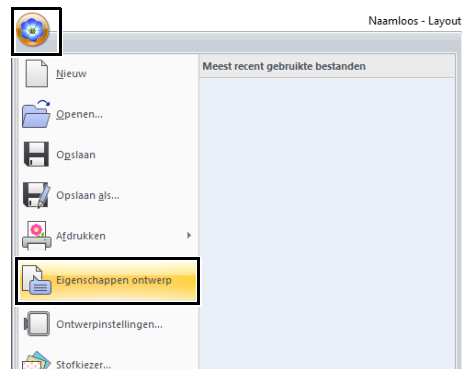 Naamloos - Layout
Meest recent gebruikte bestanden
Nieuw
Openen...
Opslaan
Opslaan als...
Afdrukken
Eigenschappen ontwerp
Ontwerpinstellingen...
Stofkiezer...